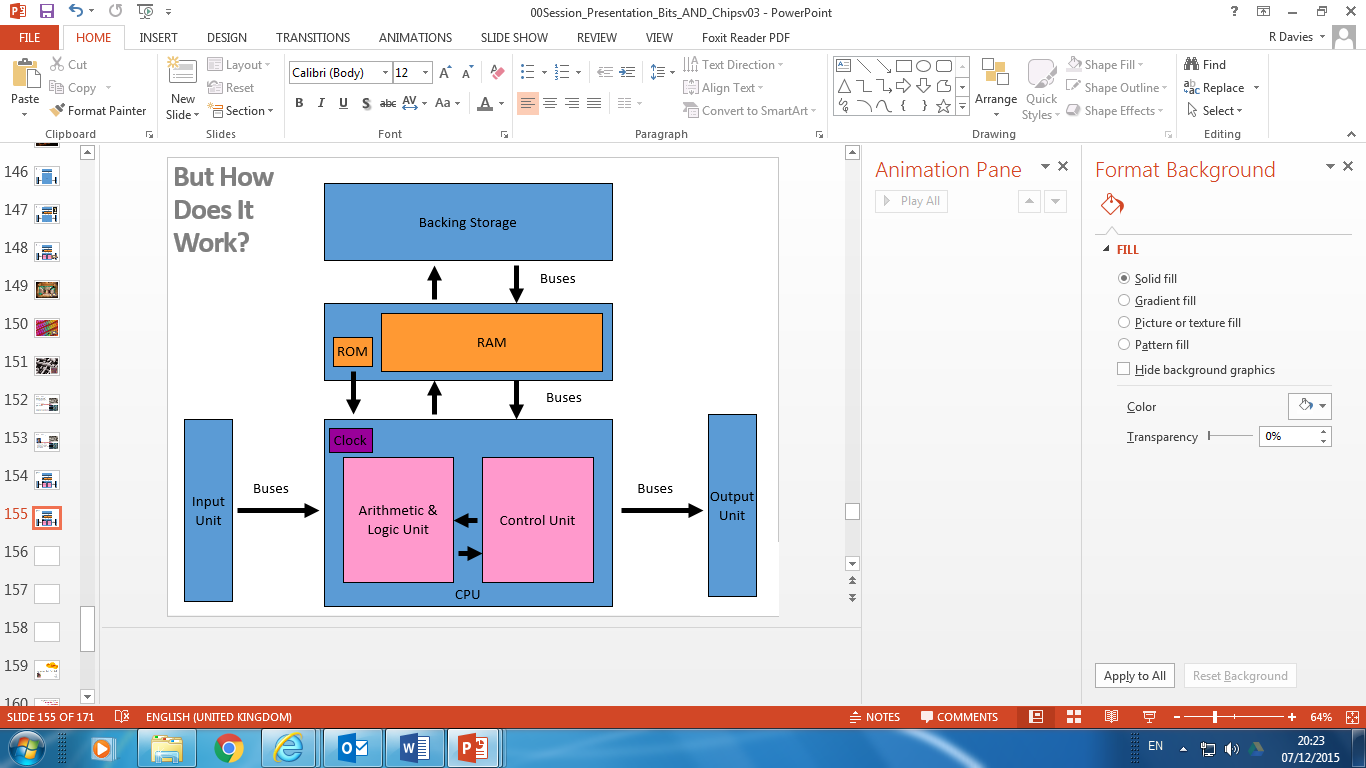 00Session_Presentation_Bits_AND_Chipsv03 - PowerPoint
?
FILE HOME INSERT DESIGN TRANSITIONS ANIMATIONS SLIDE SHOW REVIEW VIEW Foxit Reader PDF R Davies
Paste
Cut
Copy
Format Painter
Clipboard
New Slide
Layout
Reset
Section
Slides
Calibri (Body) 12
B I U S abc AV Aa A
Font
Text Direction
Align Text
Convert to SmartArt
Paragraph
Arrange
Quick Styles
Shape Fill
Shape Outline
Shape Effects
Drawing
Find
Replace
Select
Editing
146
147
148
149
150
151
152
153
154
155
156
157
158
159
160
But How
Does It
Work?
Backing Storage
Buses
ROM
RAM
Buses
Clock
Input
Unit
Buses
Arithmetic &
Logic Unit
Control Unit
CPU
Buses
Output
Unit
Animation Pane
Play All
Format Background
FILL
Solid fill
Gradient fill
Picture or texture fill
Pattern fill
Hide background graphics
Color
Transparency 0%
Apply to All Reset Background
SLIDE 155 OF 171 ENGLISH (UNITED KINGDOM) NOTES COMMENTS 64%
EN 20:23
07/12/2015